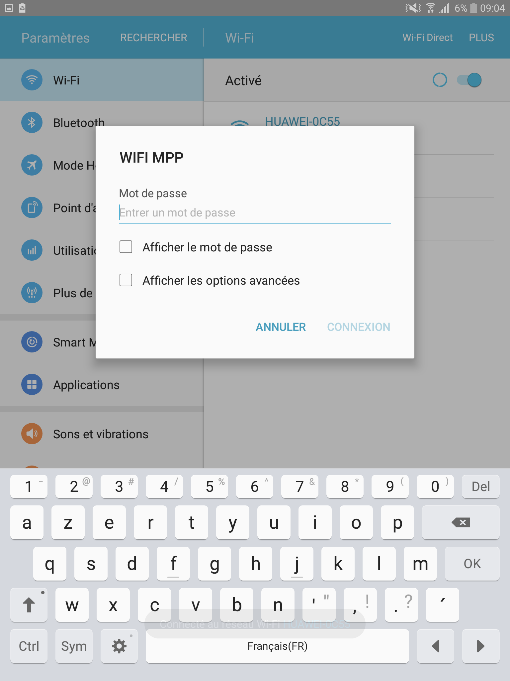 6% 09:04
Paramètres RECHERCHER Wi-Fi Wi-Fi Direct PLUS
Wi-Fi
Activé
Bluetooth
HUAWEI-0C55
Mode H
Point d'a
Utilisatio
Plus de
Smart M
Applications
Sons et vibrations
WIFI MPP
Mot de passe
Entrer un mot de passe
Afficher le mot de passe
Afficher les options avancées
ANNULER CONNEXION
1 - 2 @ 3 # 4 / 5 % 6 ^ 7 & 8 * 9 ( 0 ) Del
a z e r t y u i o p
q s d f g h j k l m OK
w x c v b n ' " , ! . ? ´
Ctrl Sym Français(FR)